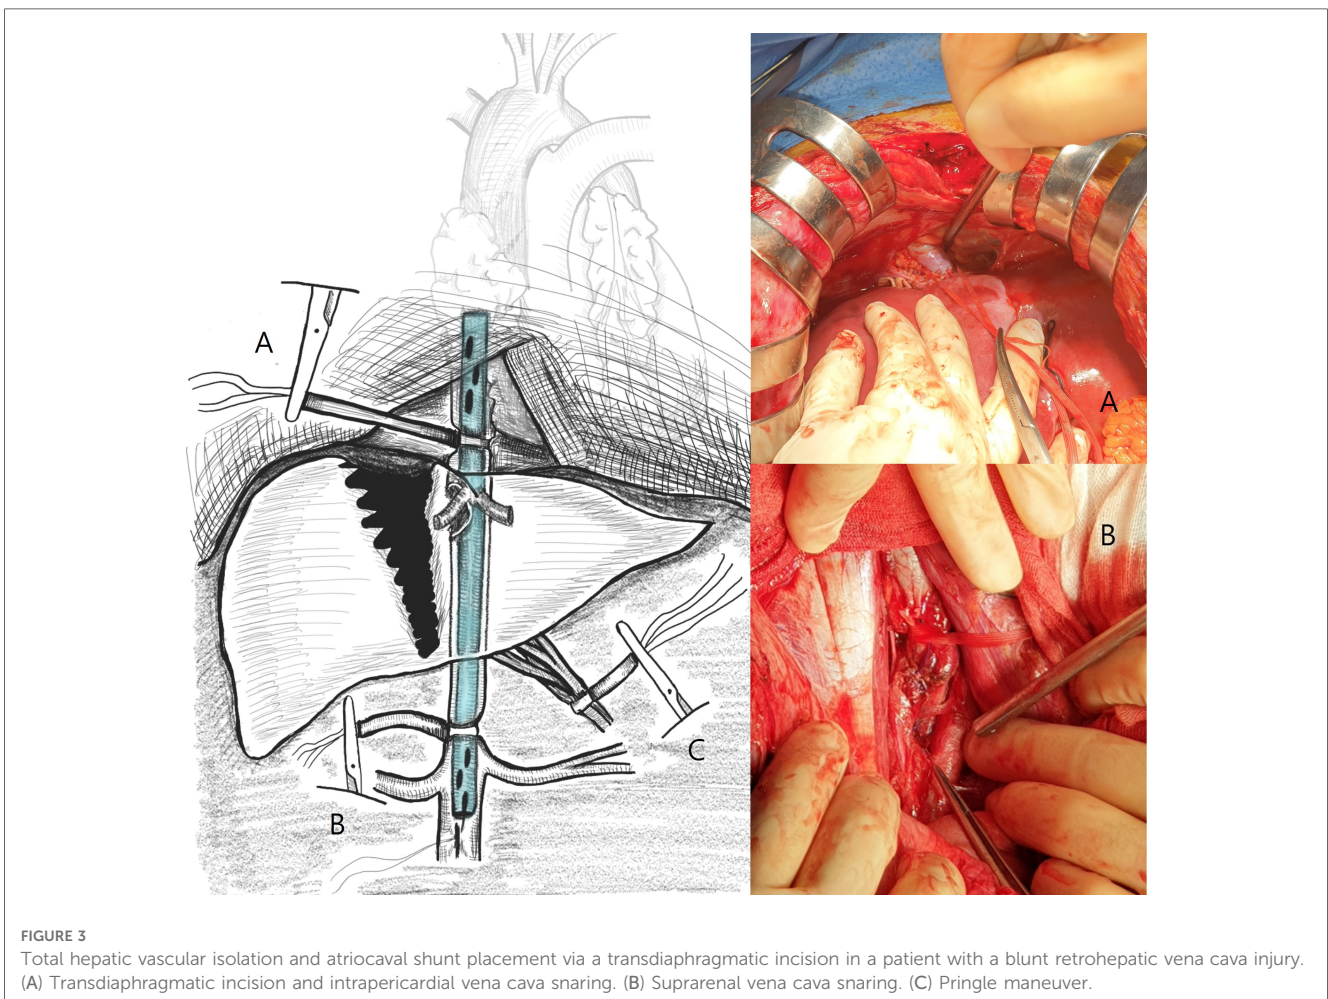 A
A
B
C
B
FIGURE 3
Total hepatic vascular isolation and atriocaval shunt placement via a transdiaphragmatic incision in a patient with a blunt retrohepatic vena cava injury.
(A) Transdiaphragmatic incision and intrapericardial vena cava snaring. (B) Suprarenal vena cava snaring. (C) Pringle maneuver.